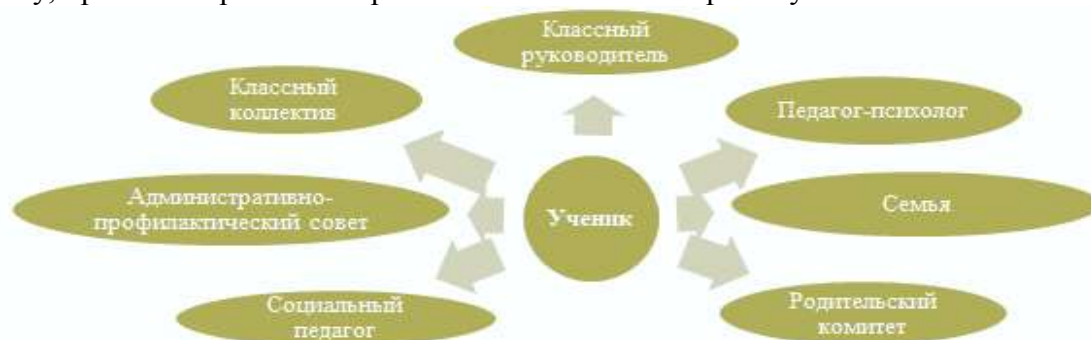 Классный
руководитель
Классный
коллектив
Педагог-психолог
Административно-
профилактический совет
Ученик
Семья
Социальный
педагог
Родительский
комитет